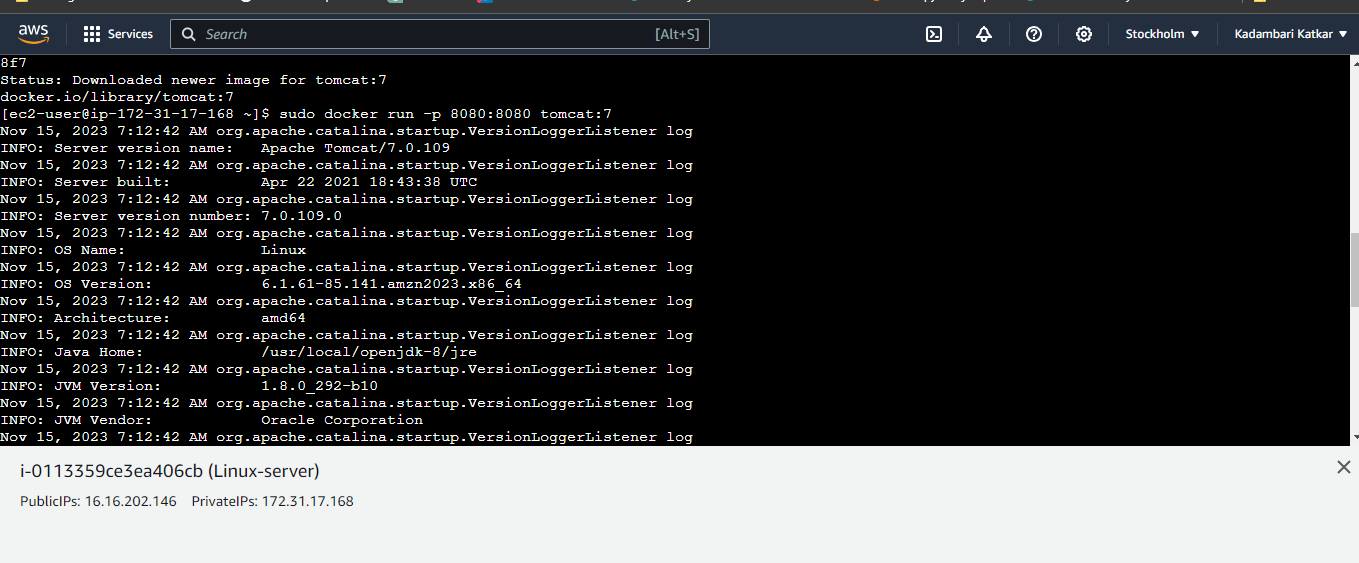 aws
Services
Search
[Alt+S]
Stockholm
Kadambari Katkar
8f7
Status: Downloaded newer image for tomcat:7
docker.io/library/tomcat:7
[ec2-user@ip-172-31-17-168 ~]$ sudo docker run -p 8080:8080 tomcat:7
Nov 15, 2023 7:12:42 AM org.apache.catalina.startup.VersionLoggerListener log
INFO: Server version name:   Apache Tomcat/7.0.109
Nov 15, 2023 7:12:42 AM org.apache.catalina.startup.VersionLoggerListener log
INFO: Server built:          Apr 22 2021 18:43:38 UTC
Nov 15, 2023 7:12:42 AM org.apache.catalina.startup.VersionLoggerListener log
INFO: Server version number: 7.0.109.0
Nov 15, 2023 7:12:42 AM org.apache.catalina.startup.VersionLoggerListener log
INFO: OS Name:               Linux
Nov 15, 2023 7:12:42 AM org.apache.catalina.startup.VersionLoggerListener log
INFO: OS Version:            6.1.61-85.141.amzn2023.x86_64
Nov 15, 2023 7:12:42 AM org.apache.catalina.startup.VersionLoggerListener log
INFO: Architecture:          amd64
Nov 15, 2023 7:12:42 AM org.apache.catalina.startup.VersionLoggerListener log
INFO: Java Home:             /usr/local/openjdk-8/jre
Nov 15, 2023 7:12:42 AM org.apache.catalina.startup.VersionLoggerListener log
INFO: JVM Version:           1.8.0_292-b10
Nov 15, 2023 7:12:42 AM org.apache.catalina.startup.VersionLoggerListener log
INFO: JVM Vendor:            Oracle Corporation
Nov 15, 2023 7:12:42 AM org.apache.catalina.startup.VersionLoggerListener log
i-0113359ce3ea406cb (Linux-server)
PublicIPs: 16.16.202.146 PrivateIPs: 172.31.17.168